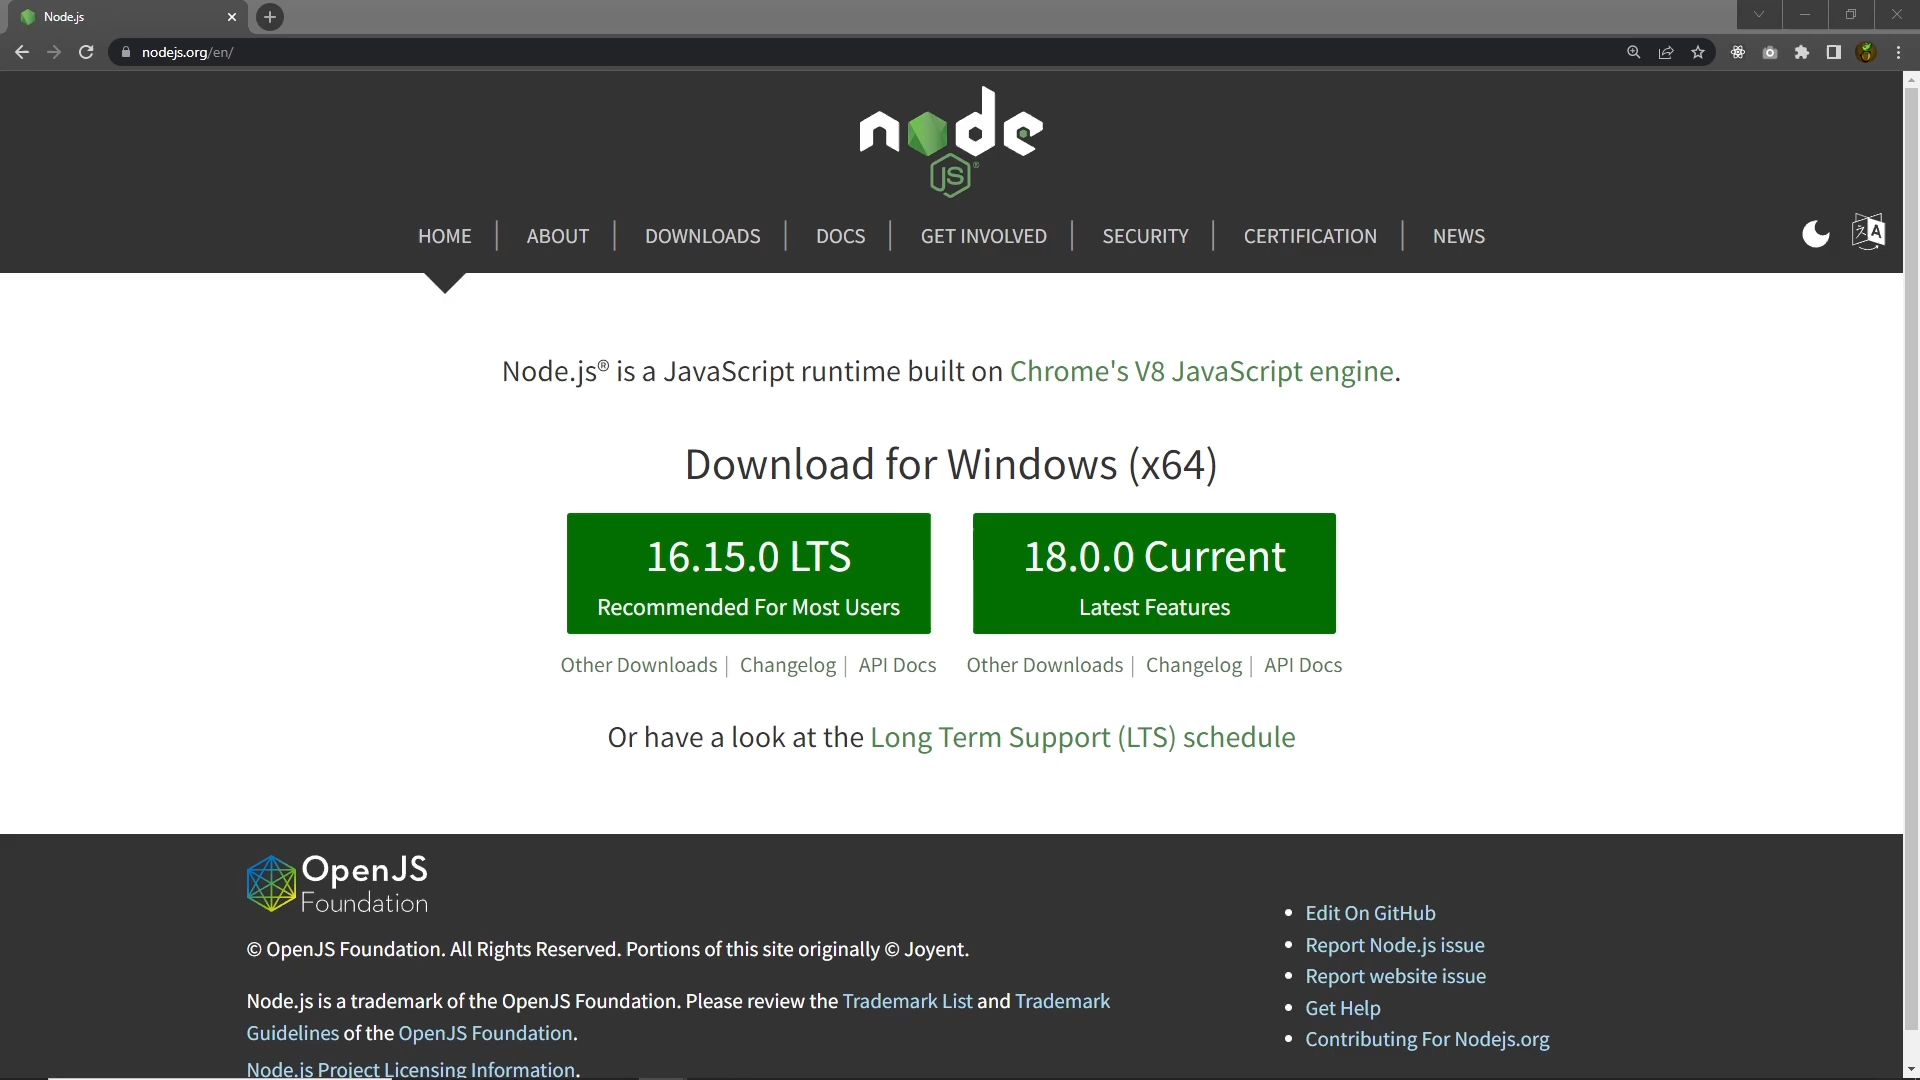 Node.js
nodejs.org/en/
node
JS®
HOME | ABOUT | DOWNLOADS | DOCS | GET INVOLVED | SECURITY | CERTIFICATION | NEWS
A
Node.js® is a JavaScript runtime built on Chrome's V8 JavaScript engine.
Download for Windows (x64)
16.15.0 LTS
Recommended For Most Users
18.0.0 Current
Latest Features
Other Downloads | Changelog | API Docs
Other Downloads | Changelog | API Docs
Or have a look at the Long Term Support (LTS) schedule
OpenJS
Foundation
© OpenJS Foundation. All Rights Reserved. Portions of this site originally © Joyent.
Node.js is a trademark of the OpenJS Foundation. Please review the Trademark List and Trademark
Guidelines of the OpenJS Foundation.
Node.js Project Licensing Information.
• Edit On GitHub
• Report Node.js issue
• Report website issue
• Get Help
• Contributing For Nodejs.org